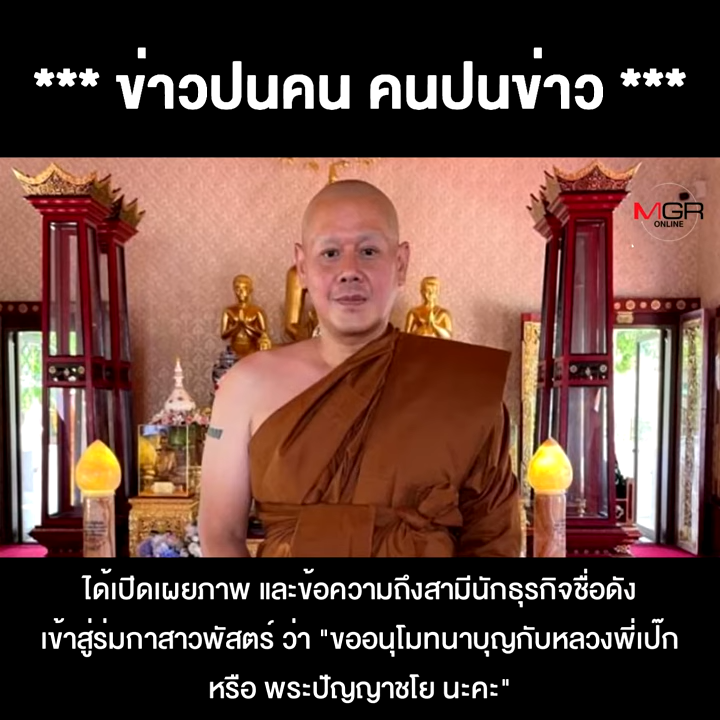 *** ข่าวปนคน คนปนข่าว ***
MGR
ONLINE
ได้เปิดเผยภาพ และข้อความถึงสามีนักธุรกิจชื่อดัง
เข้าสู่ร่มกาสาวพัสตร์ ว่า "ขออนุโมทนาบุญกับหลวงพี่เป๊ก
หรือ พระปัญญาชโย นะคะ"